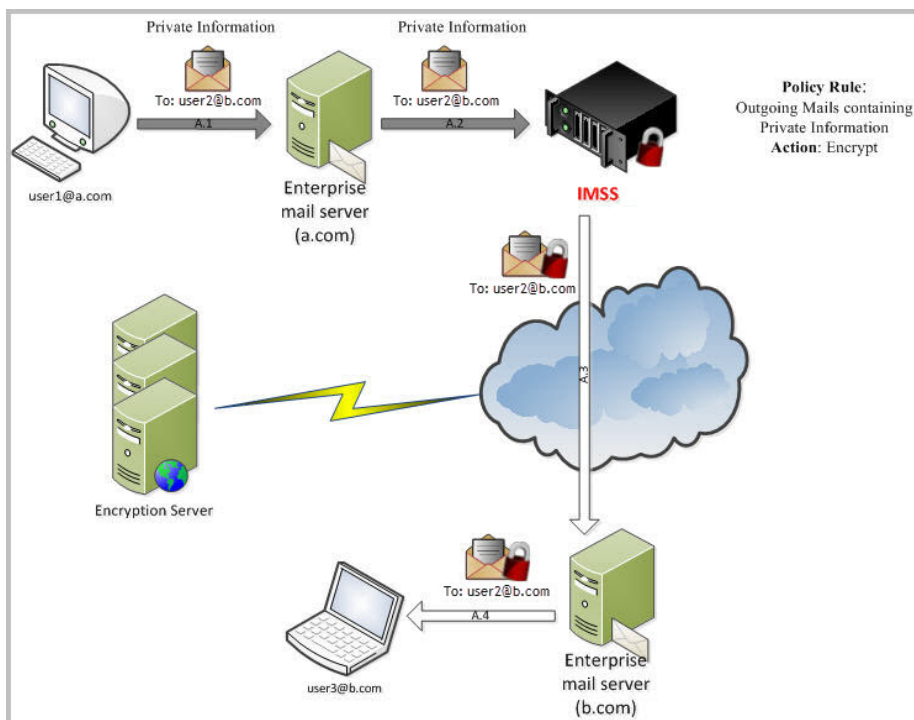 Private Information
Private Information
To: user2@b.com
To: user2@b.com
A.1
A.2
Policy Rule:
Outgoing Mails containing
Private Information
Action: Encrypt
user1@a.com
Enterprise
mail server
(a.com)
IMSS
To: user2@b.com
A.3
Encryption Server
To: user2@b.com
A.4
user3@b.com
Enterprise
mail server
(b.com)